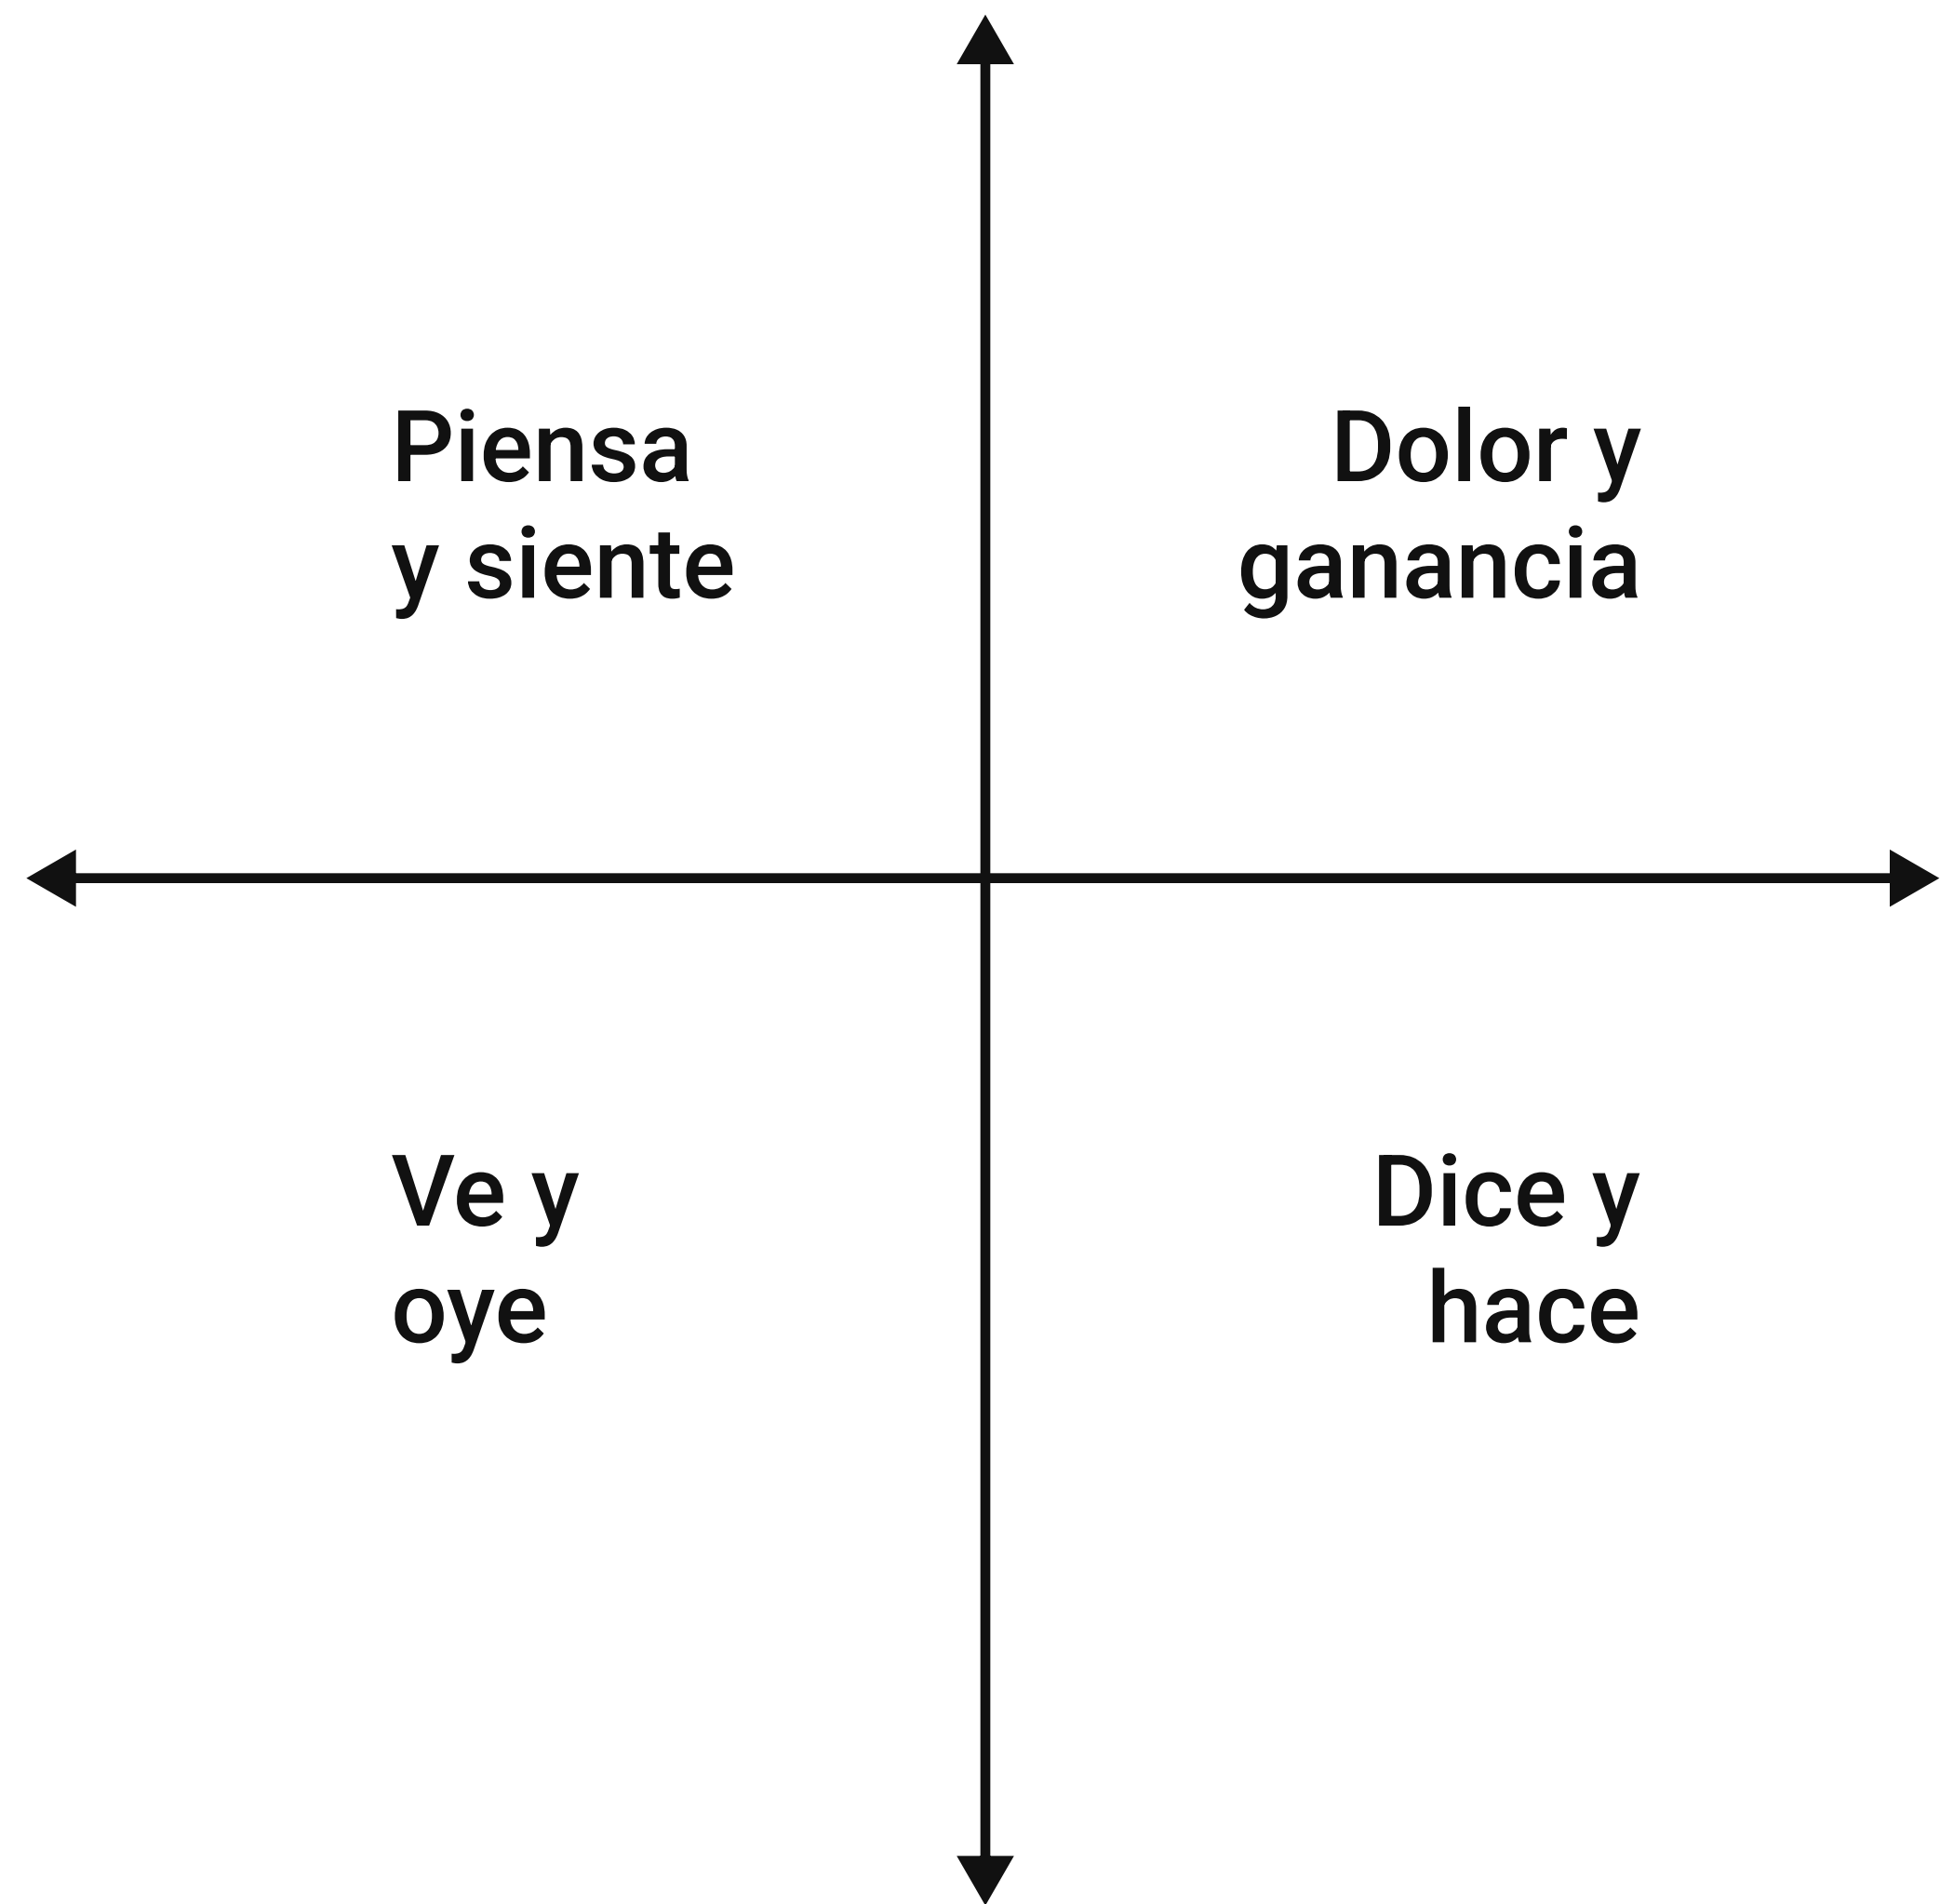 Piensa
y siente
Dolor y
ganancia
Ve y
oye
Dice y
hace